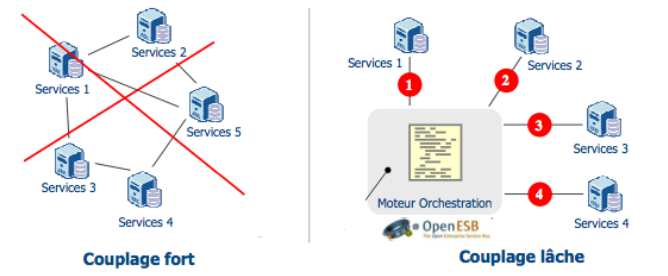 Services 2
Services 1
Services 5
Services 3
Services 4
Couplage fort
Services 1
Services 2
1
2
3
Services 3
Moteur Orchestration
4
Services 4
OpenESB
The Open Enterprise Service Bus
Couplage lâche